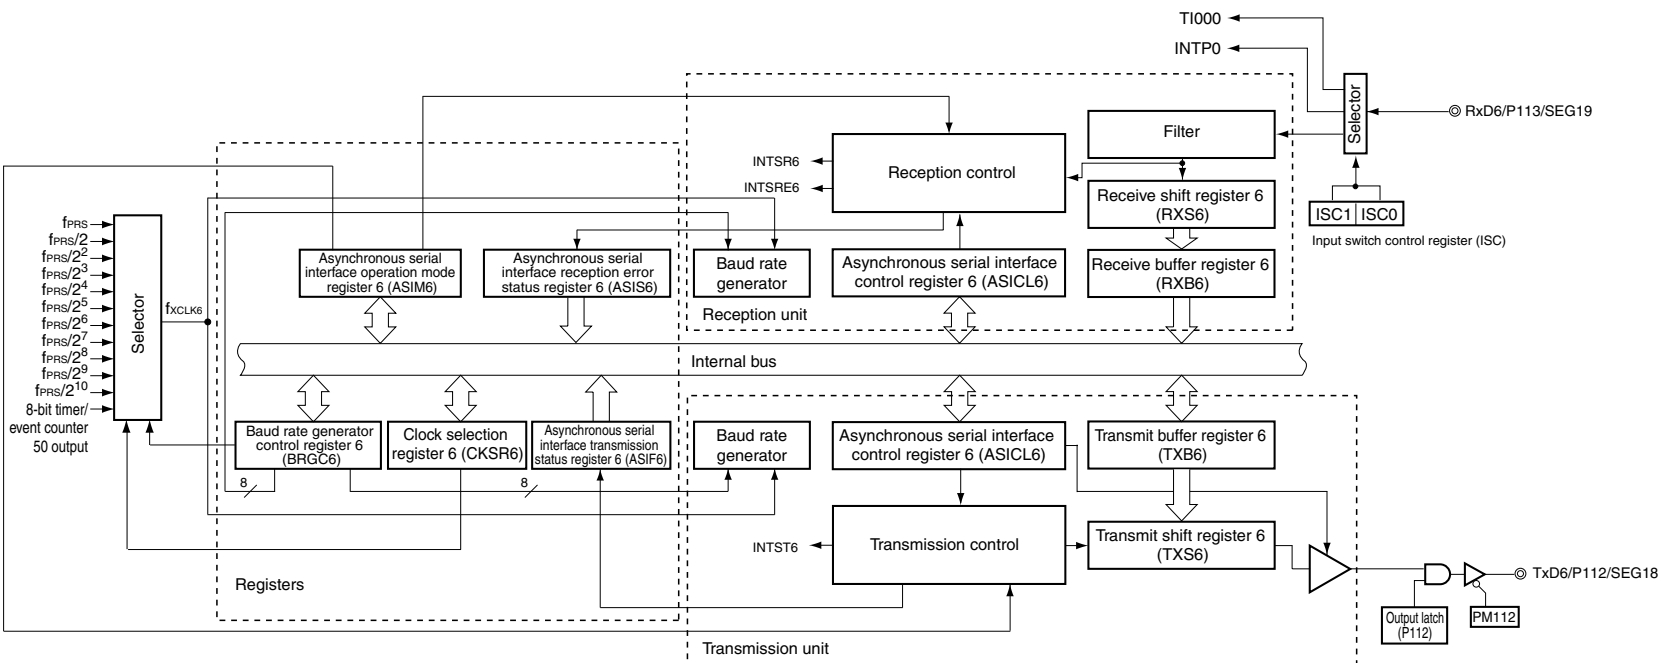 TI000
INTP0
Selector
RxD6/P113/SEG19
ISC1 ISC0
Input switch control register (ISC)
Filter
Reception control
INTSR6
INTSRE6
Receive shift register 6
(RXS6)
fPRS
fPRS/2
fPRS/2²
fPRS/2³
fPRS/2⁴
fPRS/2⁵
fPRS/2⁶
fPRS/2⁷
fPRS/2⁸
fPRS/2⁹
fPRS/2¹⁰
8-bit timer/
event counter
50 output
Selector
fXCLK6
Asynchronous serial
interface operation mode
register 6 (ASIM6)
Asynchronous serial
interface reception error
status register 6 (ASIS6)
Baud rate
generator
Asynchronous serial interface
control register 6 (ASICL6)
Receive buffer register 6
(RXB6)
Reception unit
Internal bus
Baud rate generator
control register 6
(BRGC6)
Clock selection
register 6 (CKSR6)
Asynchronous serial
interface transmission
status register 6 (ASIF6)
Baud rate
generator
Asynchronous serial interface
control register 6 (ASICL6)
Transmit buffer register 6
(TXB6)
8
8
INTST6
Transmission control
Transmit shift register 6
(TXS6)
TxD6/P112/SEG18
Registers
Output latch
(P112)
PM112
Transmission unit